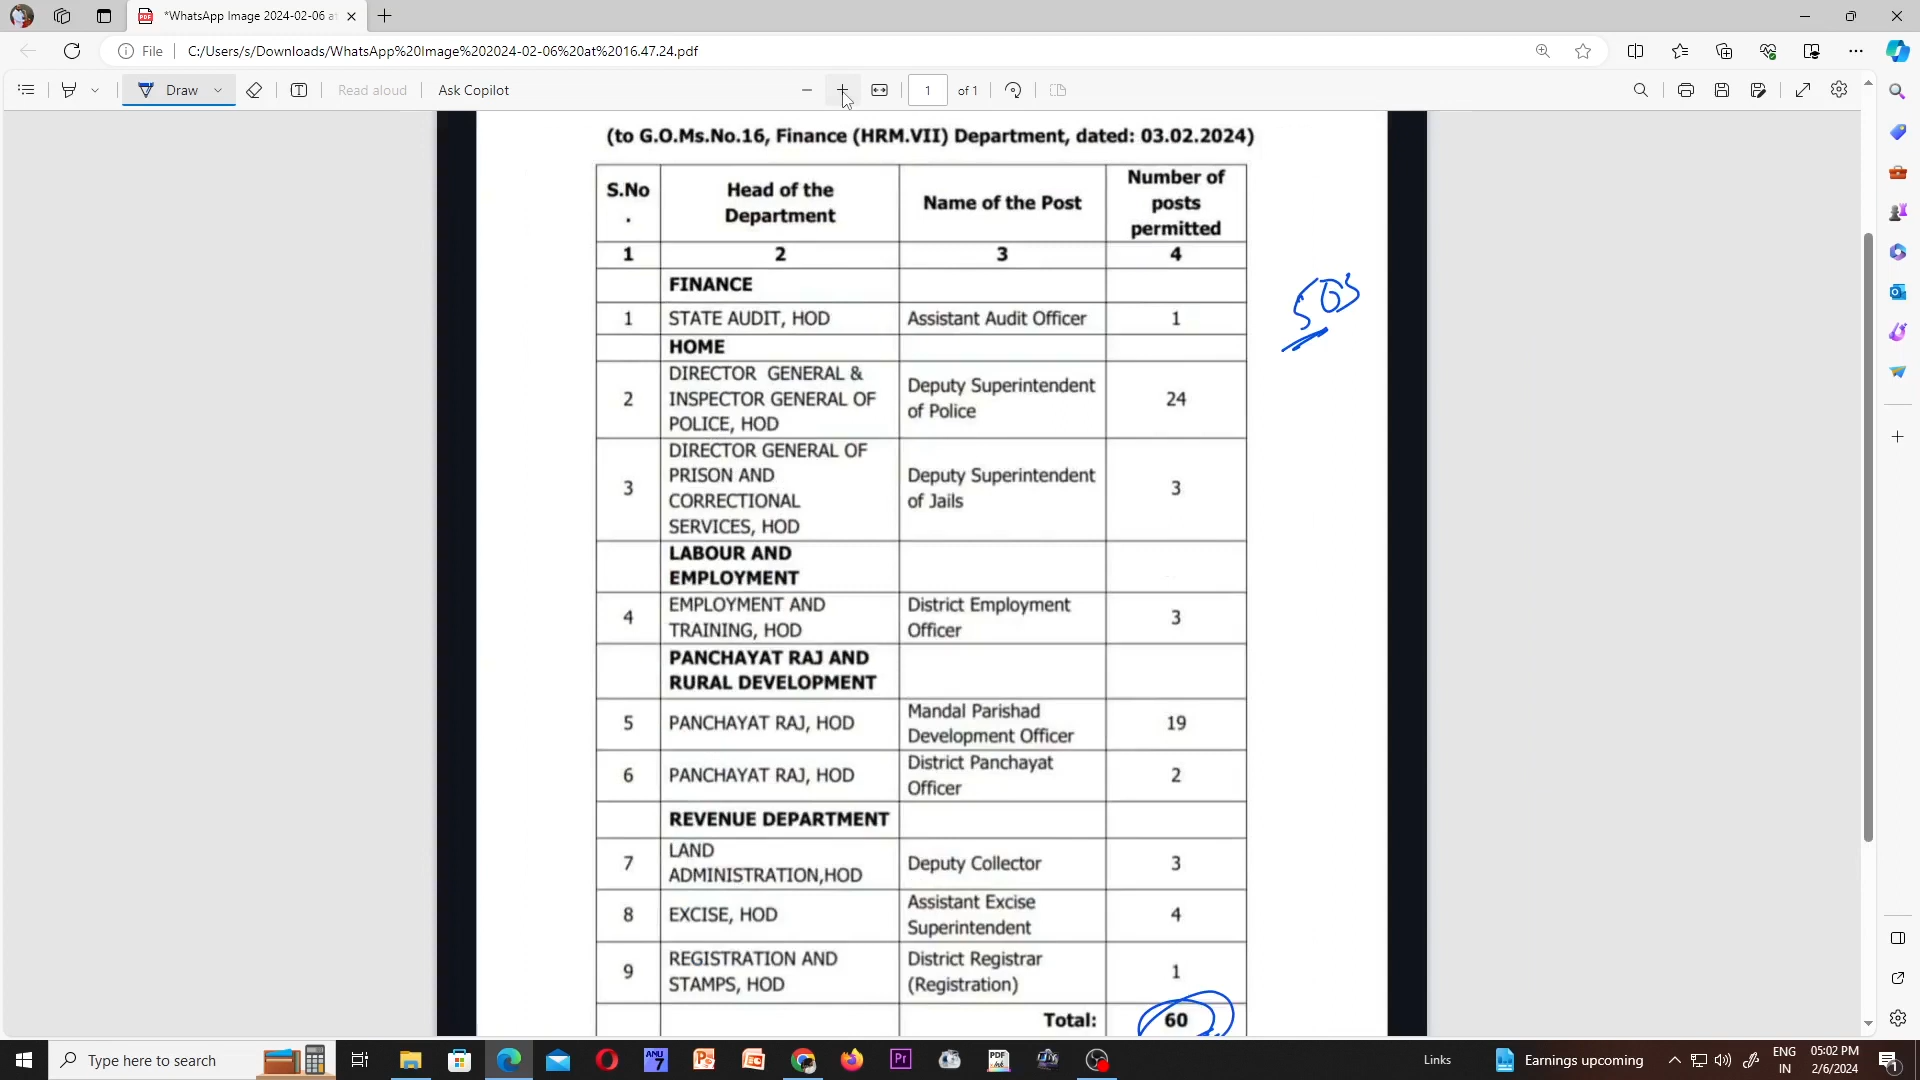 *WhatsApp Image 2024-02-06 at
File
C:/Users/s/Downloads/WhatsApp%20Image%202024-02-06%20at%2016.47.24.pdf
Draw
Read aloud
Ask Copilot
1
of 1
(to G.O.Ms.No.16, Finance (HRM.VII) Department, dated: 03.02.2024)
S.No
.
Head of the
Department
Name of the Post
Number of
posts
permitted
1
2
3
4
FINANCE
1
STATE AUDIT, HOD
Assistant Audit Officer
1
503
HOME
2
DIRECTOR GENERAL &
INSPECTOR GENERAL OF
POLICE, HOD
Deputy Superintendent
of Police
24
3
DIRECTOR GENERAL OF
PRISON AND
CORRECTIONAL
SERVICES, HOD
Deputy Superintendent
of Jails
3
LABOUR AND
EMPLOYMENT
4
EMPLOYMENT AND
TRAINING, HOD
District Employment
Officer
3
PANCHAYAT RAJ AND
RURAL DEVELOPMENT
5
PANCHAYAT RAJ, HOD
Mandal Parishad
Development Officer
19
6
PANCHAYAT RAJ, HOD
District Panchayat
Officer
2
REVENUE DEPARTMENT
7
LAND
ADMINISTRATION,HOD
Deputy Collector
3
8
EXCISE, HOD
Assistant Excise
Superintendent
4
9
REGISTRATION AND
STAMPS, HOD
District Registrar
(Registration)
1
Total:
60
Type here to search
ANU
7
Pr
PDF
Links
Earnings upcoming
ENG
IN
05:02 PM
2/6/2024
1